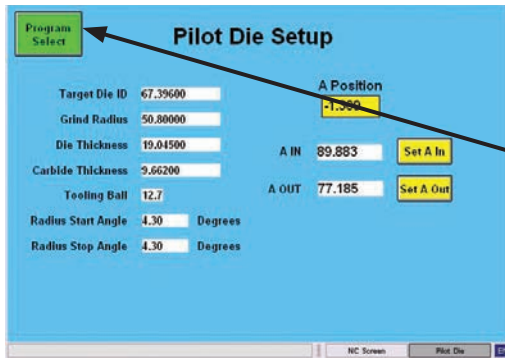 Program
Select
Pilot Die Setup
Target Die ID 67.39600
Grind Radius 50.80000
Die Thickness 19.04500
Carbide Thickness 9.66200
Tooling Ball 12.7
Radius Start Angle 4.30 Degrees
Radius Stop Angle 4.30 Degrees
A Position
A IN 89.883 Set A In
A OUT 77.185 Set A Out
NC Screen Pilot Die